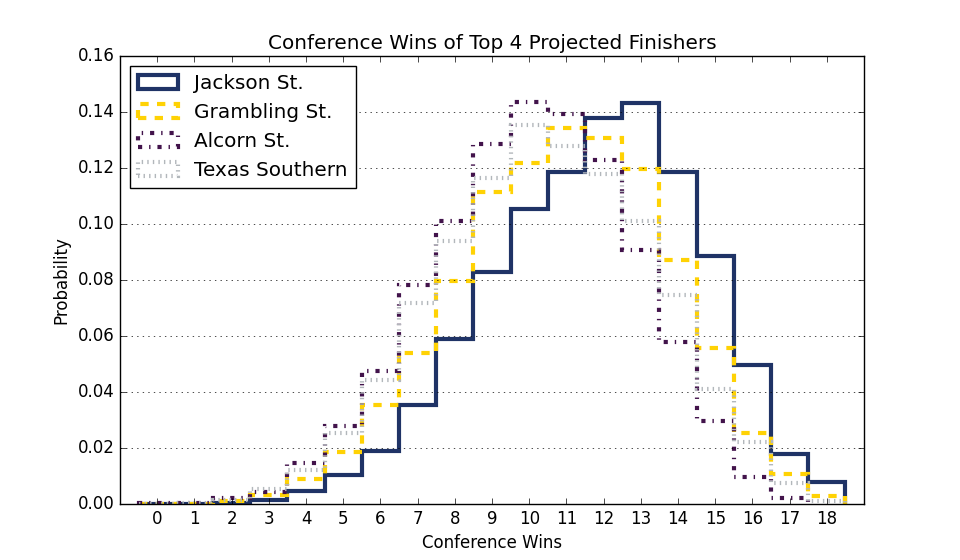 Conference Wins of Top 4 Projected Finishers
0.16
0.14
0.12
0.10
0.08
0.06
0.04
0.02
0.00
Probability
Jackson St.
Grambling St.
Alcorn St.
Texas Southern
0 1 2 3 4 5 6 7 8 9 10 11 12 13 14 15 16 17 18
Conference Wins